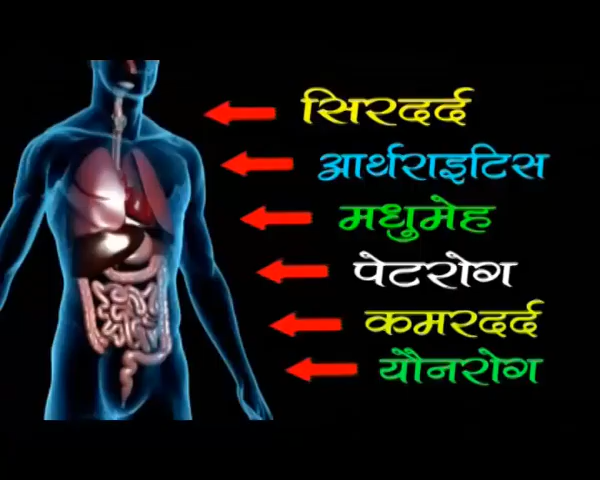 सिरदर्द
आर्थराइटिस
मधुमेह
पेटरोग
कमरदर्द
यौनरोग